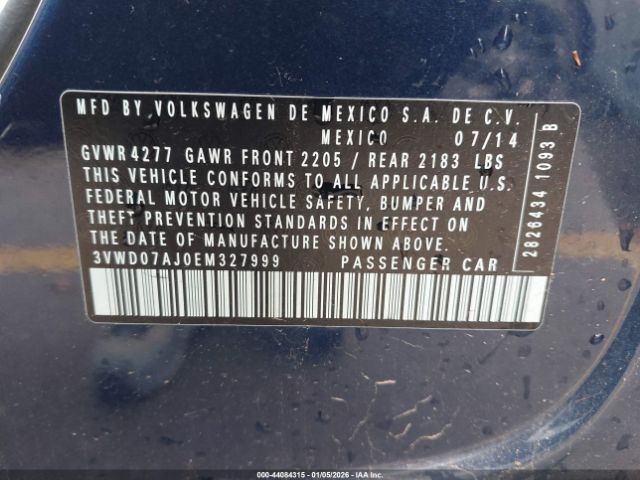 MFD BY VOLKSWAGEN DE MEXICO S.A. DE C.V.
MEXICO 07/14
GVWR 4277 GAWR FRONT 2205 / REAR 2183 LBS
THIS VEHICLE CONFORMS TO ALL APPLICABLE U.S.
FEDERAL MOTOR VEHICLE SAFETY, BUMPER AND
THEFT PREVENTION STANDARDS IN EFFECT ON
THE DATE OF MANUFACTURE SHOWN ABOVE.
3VWD07AJ0EM327999 PASSENGER CAR
2826434 1093 B
000-44084315 | 01/05/2026 - IAAI.COM